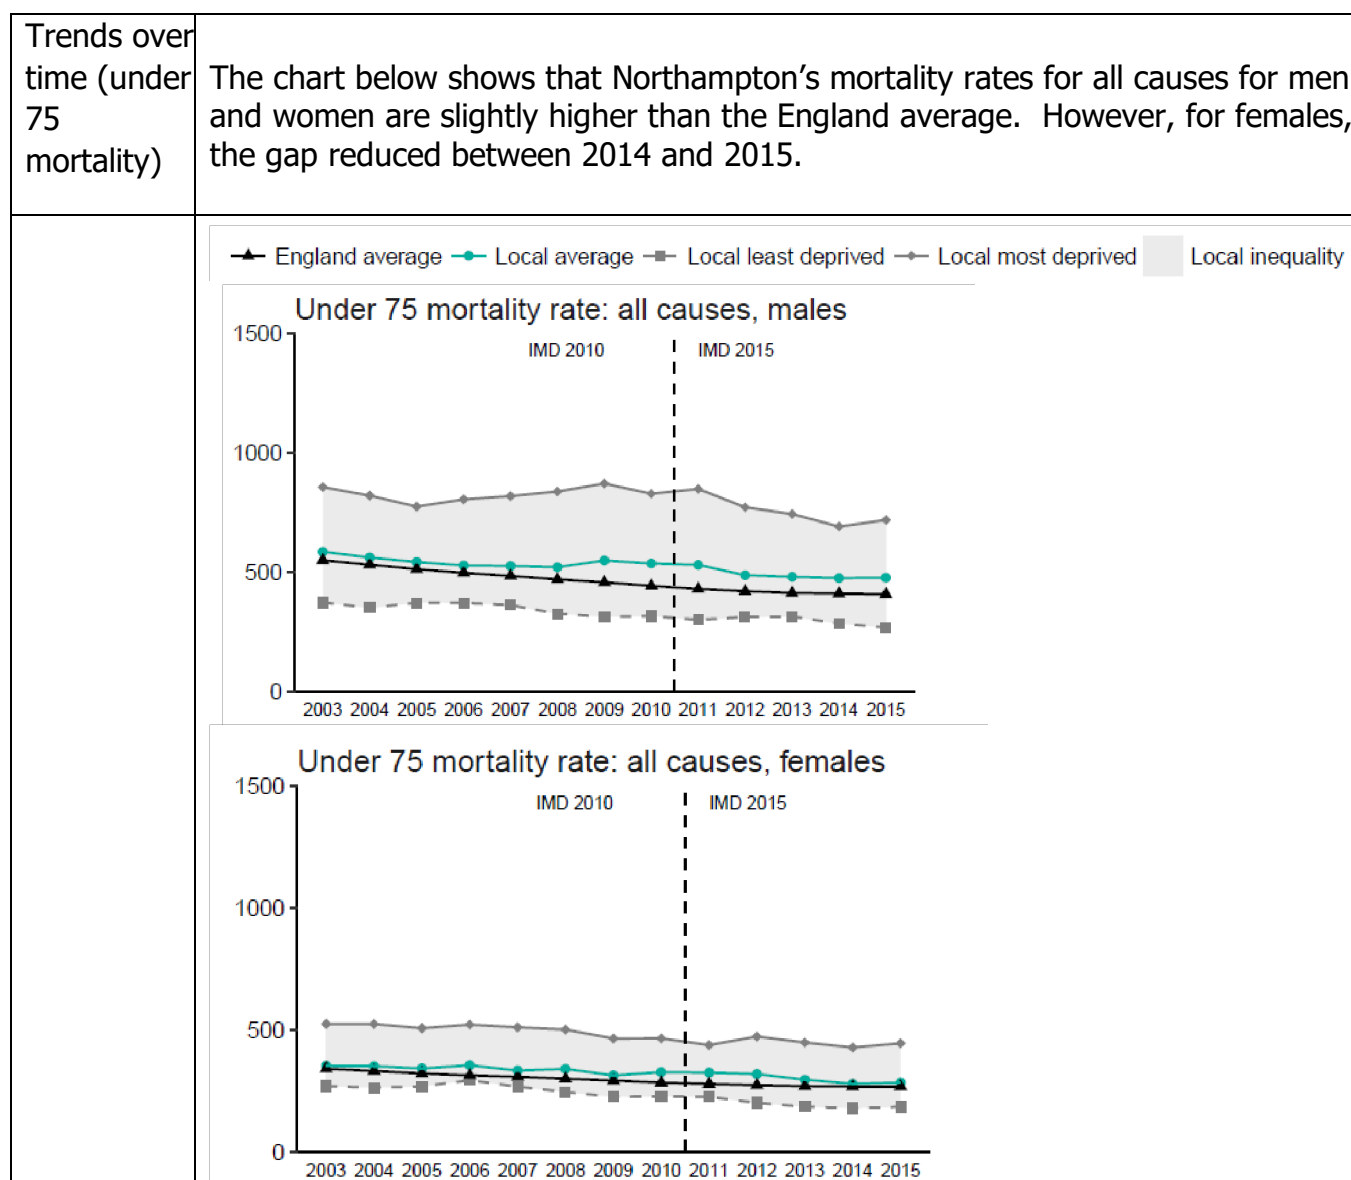 Trends over
time (under
75
mortality)
The chart below shows that Northampton’s mortality rates for all causes for men
and women are slightly higher than the England average.  However, for females,
the gap reduced between 2014 and 2015.
England average Local average Local least deprived Local most deprived Local inequality
Under 75 mortality rate: all causes, males
1500
IMD 2010 IMD 2015
1000
500
0
2003 2004 2005 2006 2007 2008 2009 2010 2011 2012 2013 2014 2015
Under 75 mortality rate: all causes, females
1500
IMD 2010 IMD 2015
1000
500
0
2003 2004 2005 2006 2007 2008 2009 2010 2011 2012 2013 2014 2015